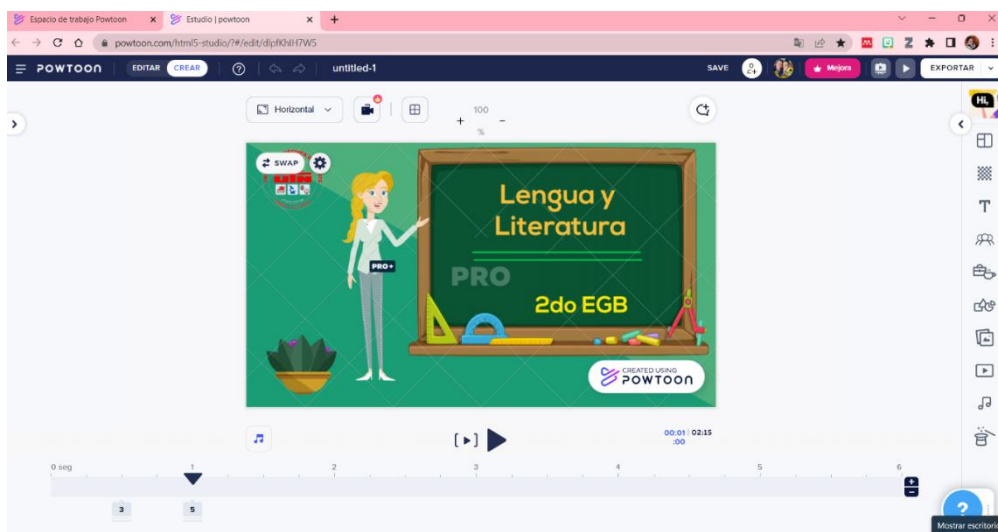 Espacio de trabajo Powtoon
Estudio | powtoon
powtoon.com/html5-studio/?#/edit/dlpfKhIH7W5
POWTOON
EDITAR
CREAR
untitled-1
SAVE
Mejora
EXPORTAR
Horizontal
100
%
Hi,
SWAP
Lengua y
Literatura
PRO+
PRO
2do EGB
CREATED USING
POWTOON
00:01 02:15
:00
0 seg
1
2
3
4
5
6
3
5
?
Mostrar escritorio